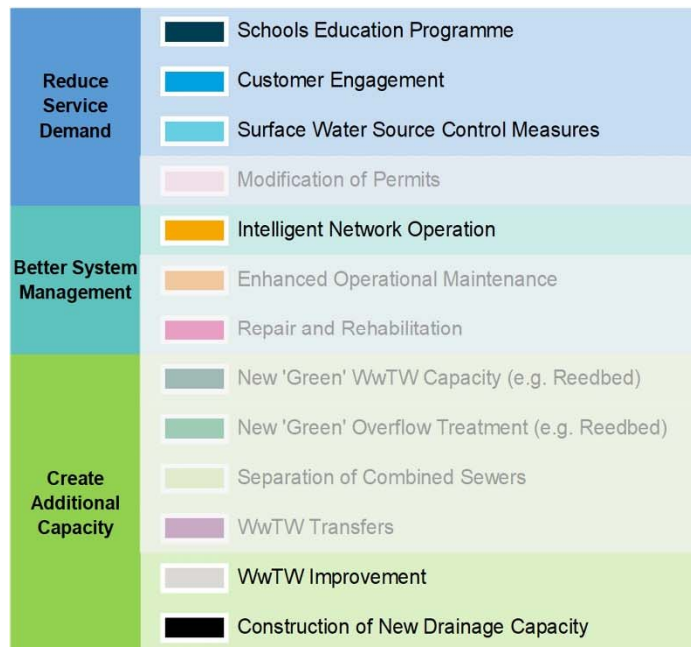 Reduce
Service
Demand
Schools Education Programme
Customer Engagement
Surface Water Source Control Measures
Modification of Permits
Better System
Management
Intelligent Network Operation
Enhanced Operational Maintenance
Repair and Rehabilitation
Create
Additional
Capacity
New 'Green' WwTW Capacity (e.g. Reedbed)
New 'Green' Overflow Treatment (e.g. Reedbed)
Separation of Combined Sewers
WwTW Transfers
WwTW Improvement
Construction of New Drainage Capacity